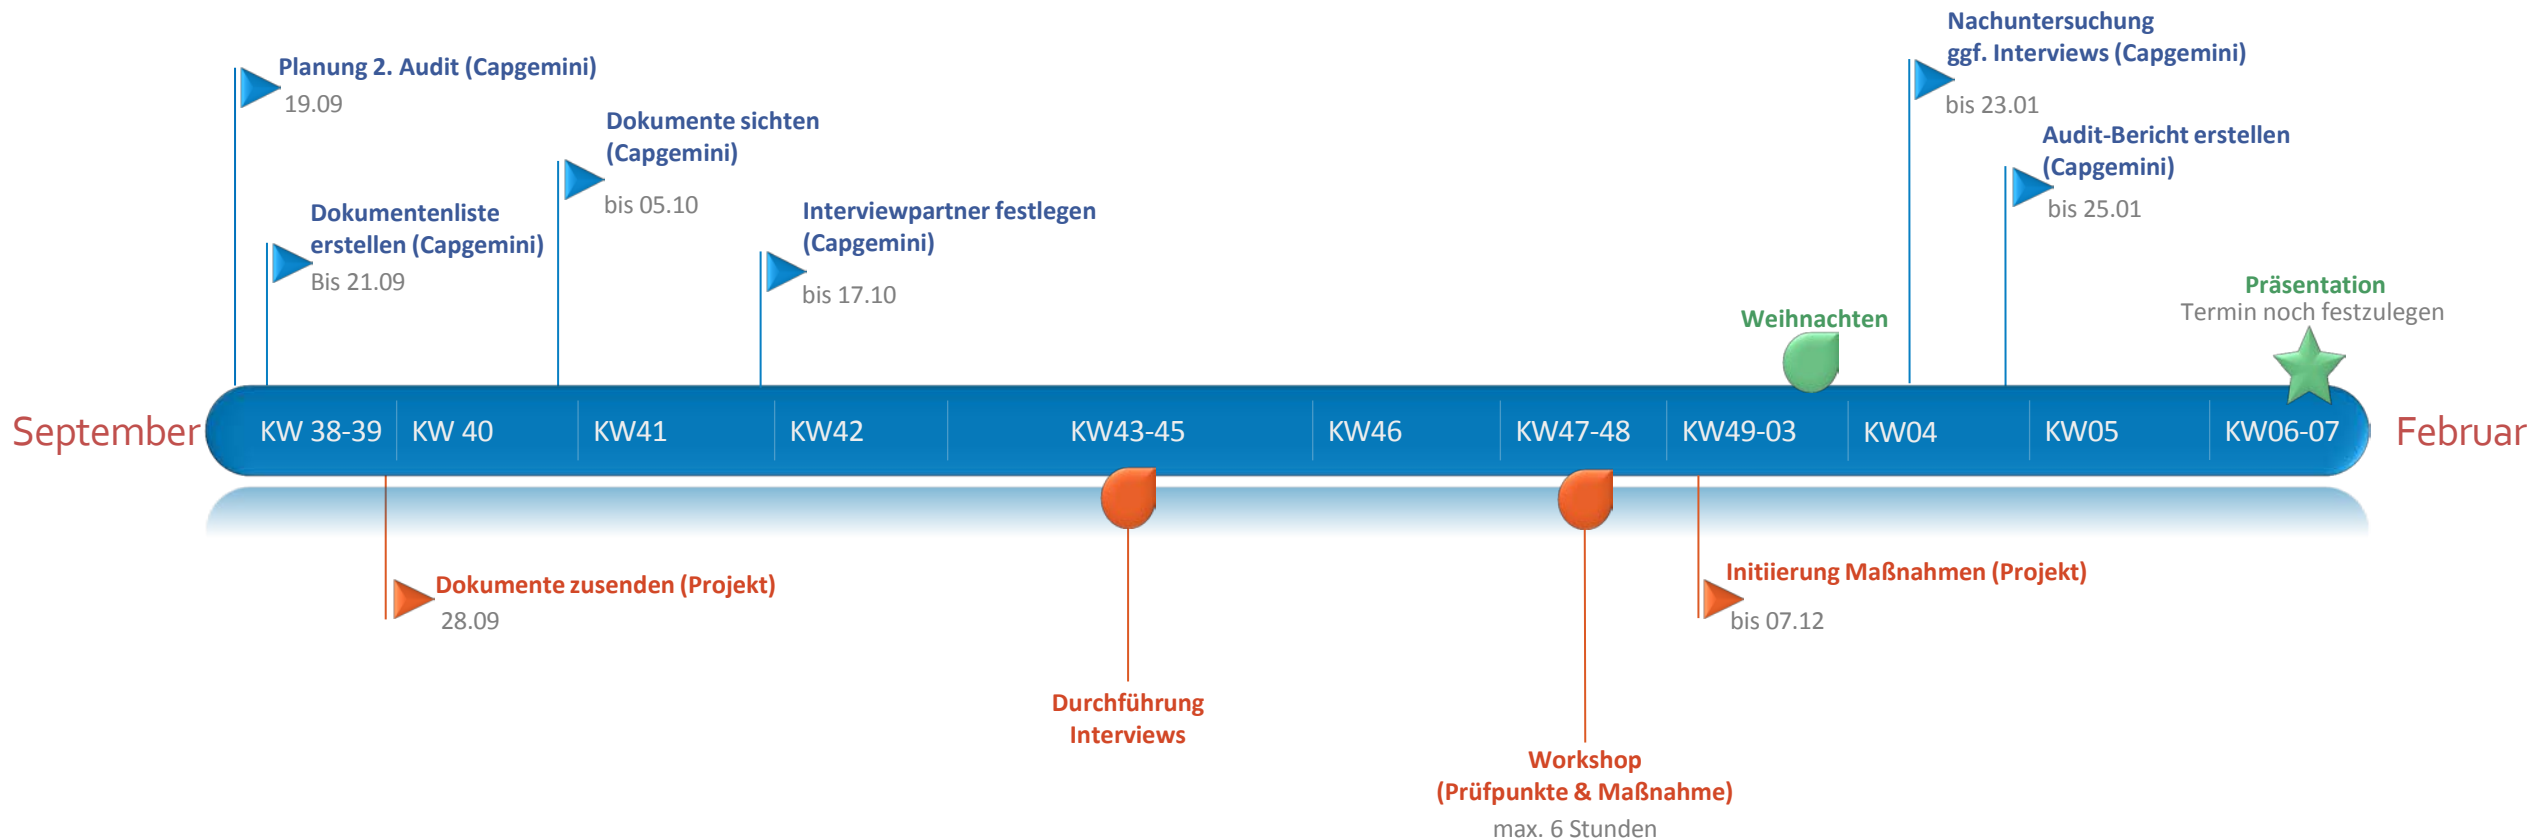 Planung 2. Audit (Capgemini)
19.09
Dokumentenliste
erstellen (Capgemini)
Bis 21.09
Dokumente sichten
(Capgemini)
bis 05.10
Interviewpartner festlegen
(Capgemini)
bis 17.10
Weihnachten
Nachuntersuchung
ggf. Interviews (Capgemini)
bis 23.01
Audit-Bericht erstellen
(Capgemini)
bis 25.01
Präsentation
Termin noch festzulegen
September
KW 38-39
KW 40
KW41
KW42
KW43-45
KW46
KW47-48
KW49-03
KW04
KW05
KW06-07
Februar
Dokumente zusenden (Projekt)
28.09
Durchführung
Interviews
Workshop
(Prüfpunkte & Maßnahme)
max. 6 Stunden
Initiierung Maßnahmen (Projekt)
bis 07.12